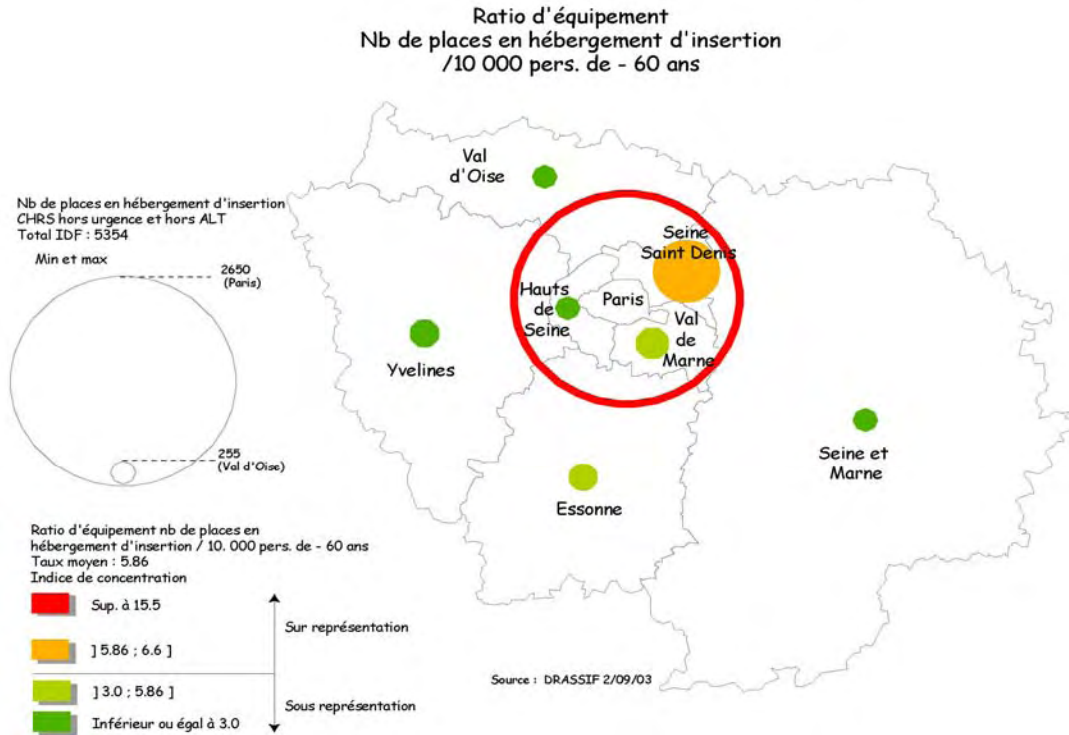 Ratio d'équipement
Nb de places en hébergement d'insertion
/10 000 pers. de - 60 ans
Val
d'Oise
Nb de places en hébergement d'insertion
CHRS hors urgence et hors ALT
Total IDF : 5354
Min et max
2650
(Paris)
255
(Val d'Oise)
Seine
Saint Denis
Hauts
de
Seine
Paris
Val
de
Marne
Yvelines
Essonne
Seine et
Marne
Ratio d'équipement nb de places en
hébergement d'insertion / 10. 000 pers. de - 60 ans
Taux moyen : 5.86
Indice de concentration
Sup. à 15.5
] 5.86 ; 6.6 ]
] 3.0 ; 5.86 ]
Inférieur ou égal à 3.0
Sur représentation
Sous représentation
Source : DRASSIF 2/09/03